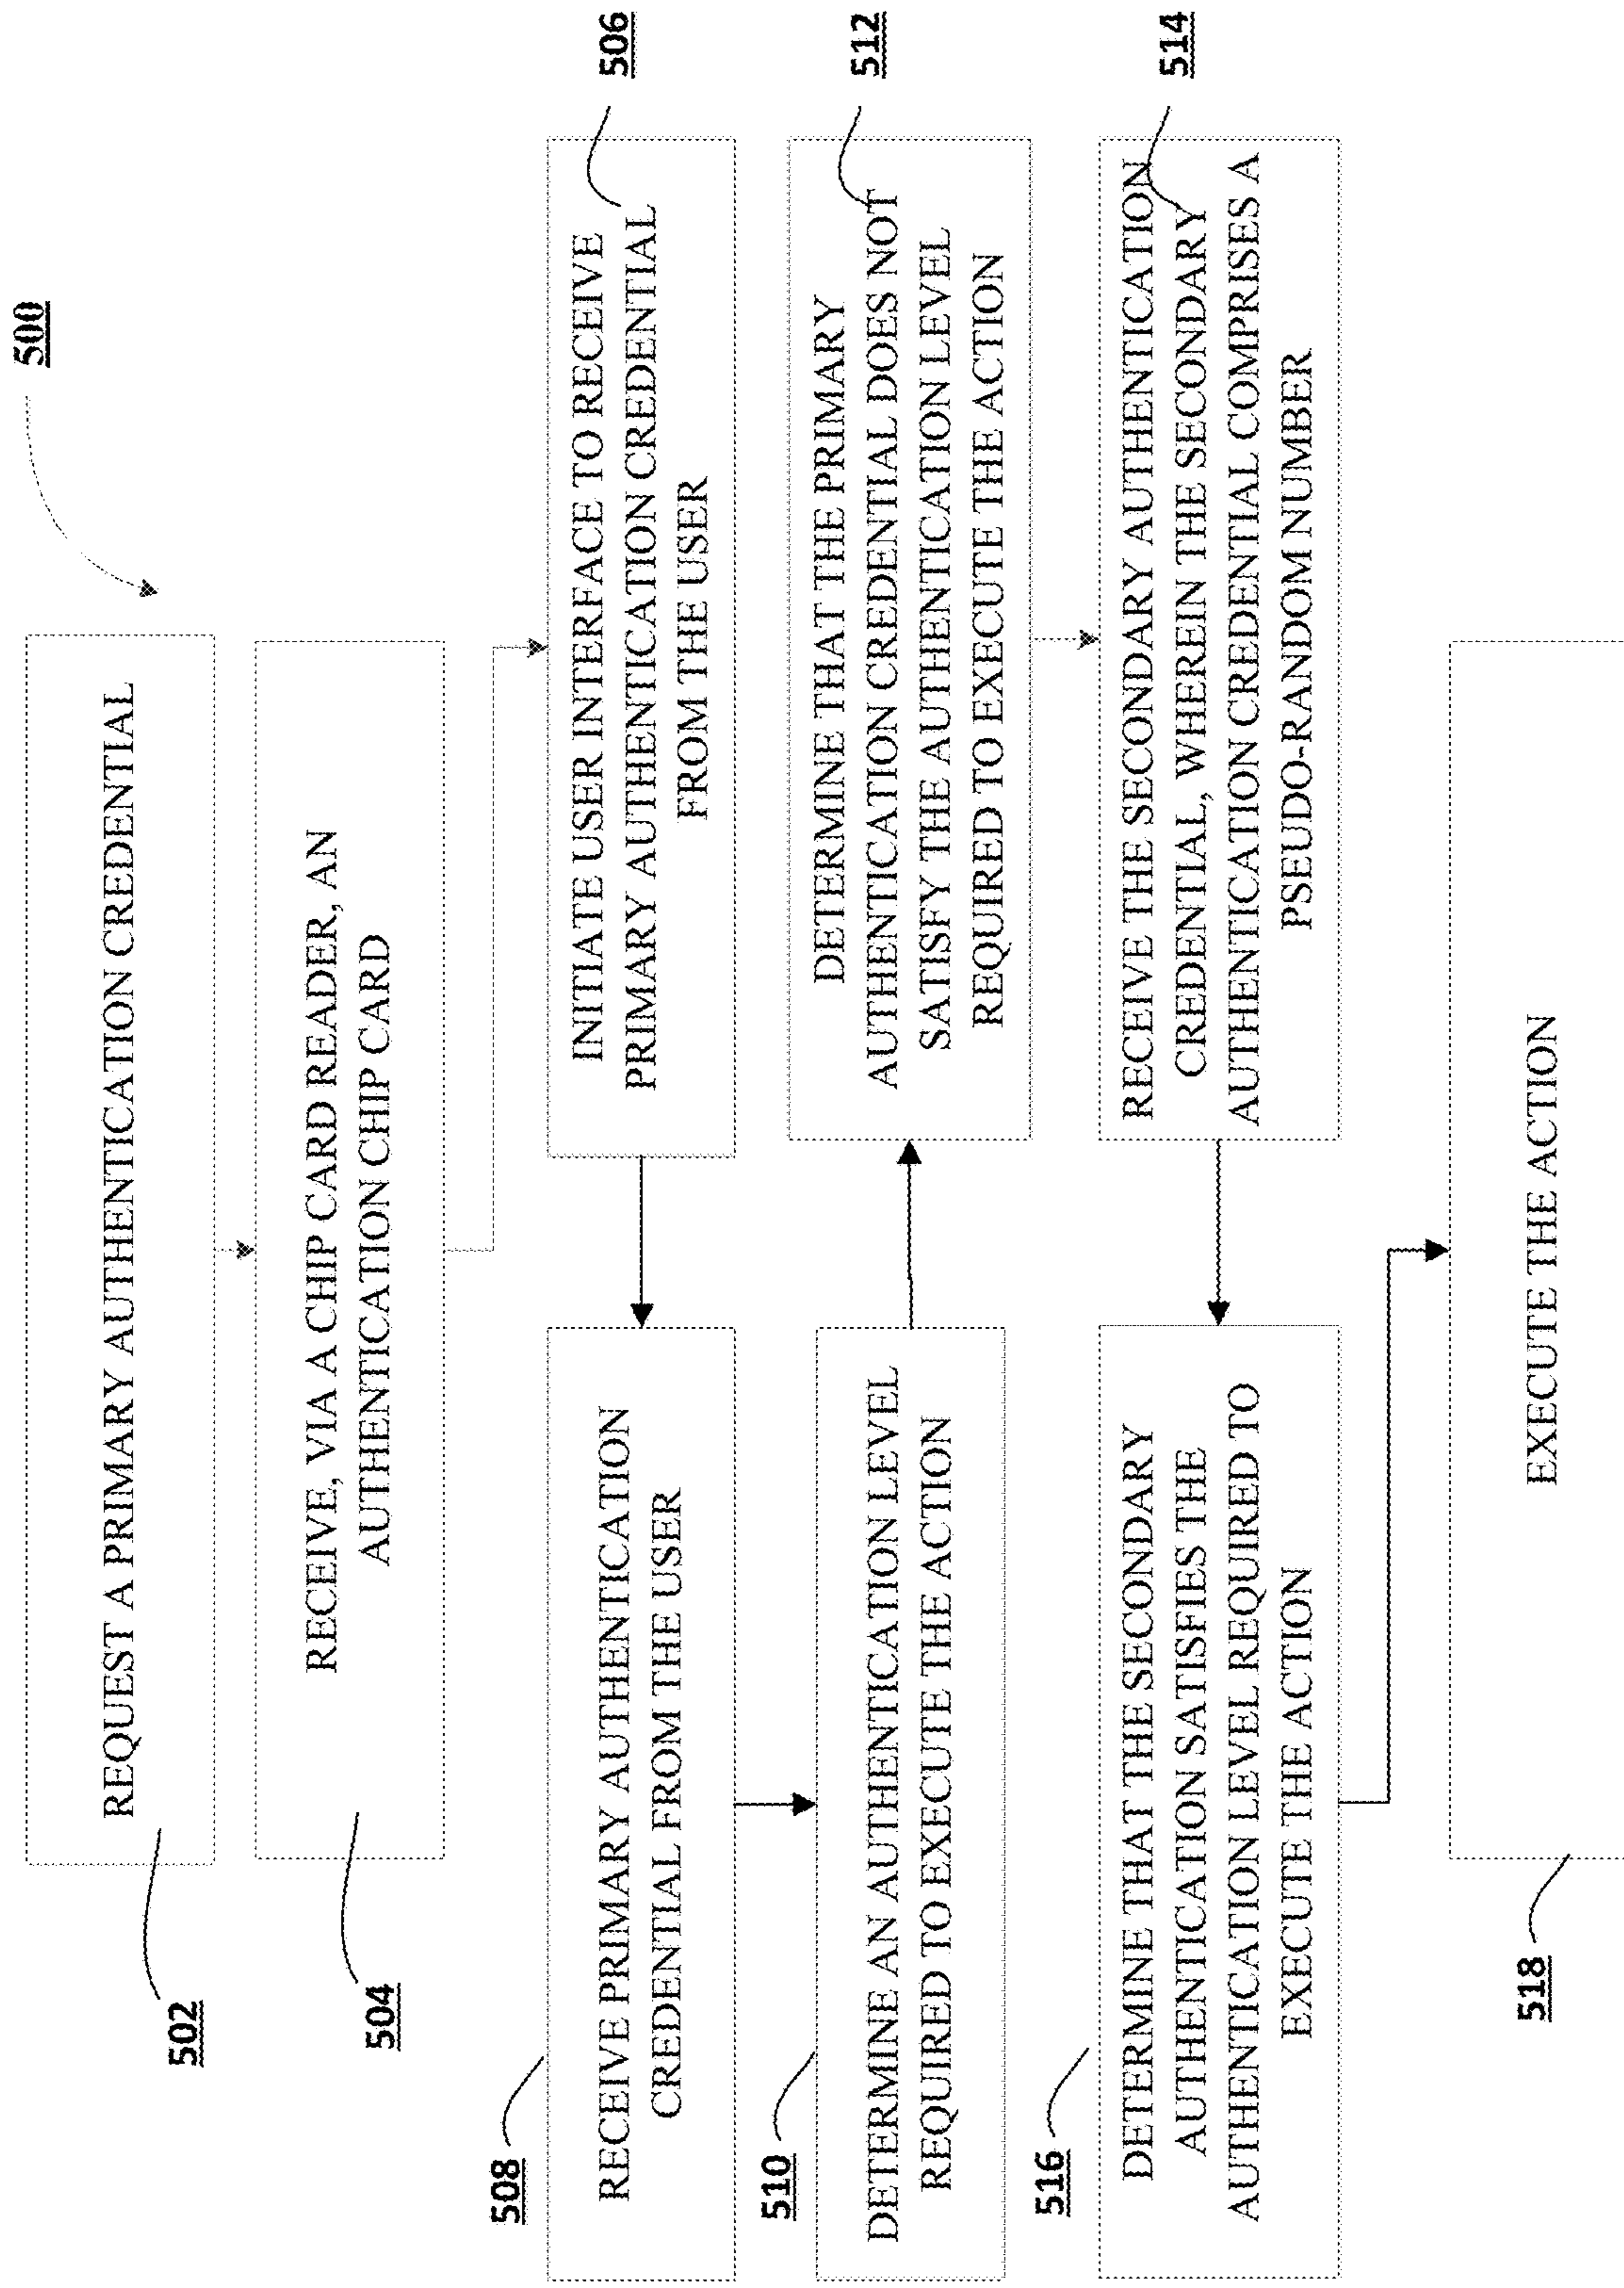 500
502
REQUEST A PRIMARY AUTHENTICATION CREDENTIAL
504
RECEIVE, VIA A CHIP CARD READER, AN
AUTHENTICATION CHIP CARD
506
INITIATE USER INTERFACE TO RECEIVE
PRIMARY AUTHENTICATION CREDENTIAL
FROM THE USER
508
RECEIVE PRIMARY AUTHENTICATION
CREDENTIAL FROM THE USER
510
DETERMINE AN AUTHENTICATION LEVEL
REQUIRED TO EXECUTE THE ACTION
512
DETERMINE THAT THE PRIMARY
AUTHENTICATION CREDENTIAL DOES NOT
SATISFY THE AUTHENTICATION LEVEL
REQUIRED TO EXECUTE THE ACTION
514
RECEIVE THE SECONDARY AUTHENTICATION
CREDENTIAL, WHEREIN THE SECONDARY
AUTHENTICATION CREDENTIAL COMPRISES A
PSEUDO-RANDOM NUMBER
516
DETERMINE THAT THE SECONDARY
AUTHENTICATION SATISFIES THE
AUTHENTICATION LEVEL REQUIRED TO
EXECUTE THE ACTION
518
EXECUTE THE ACTION